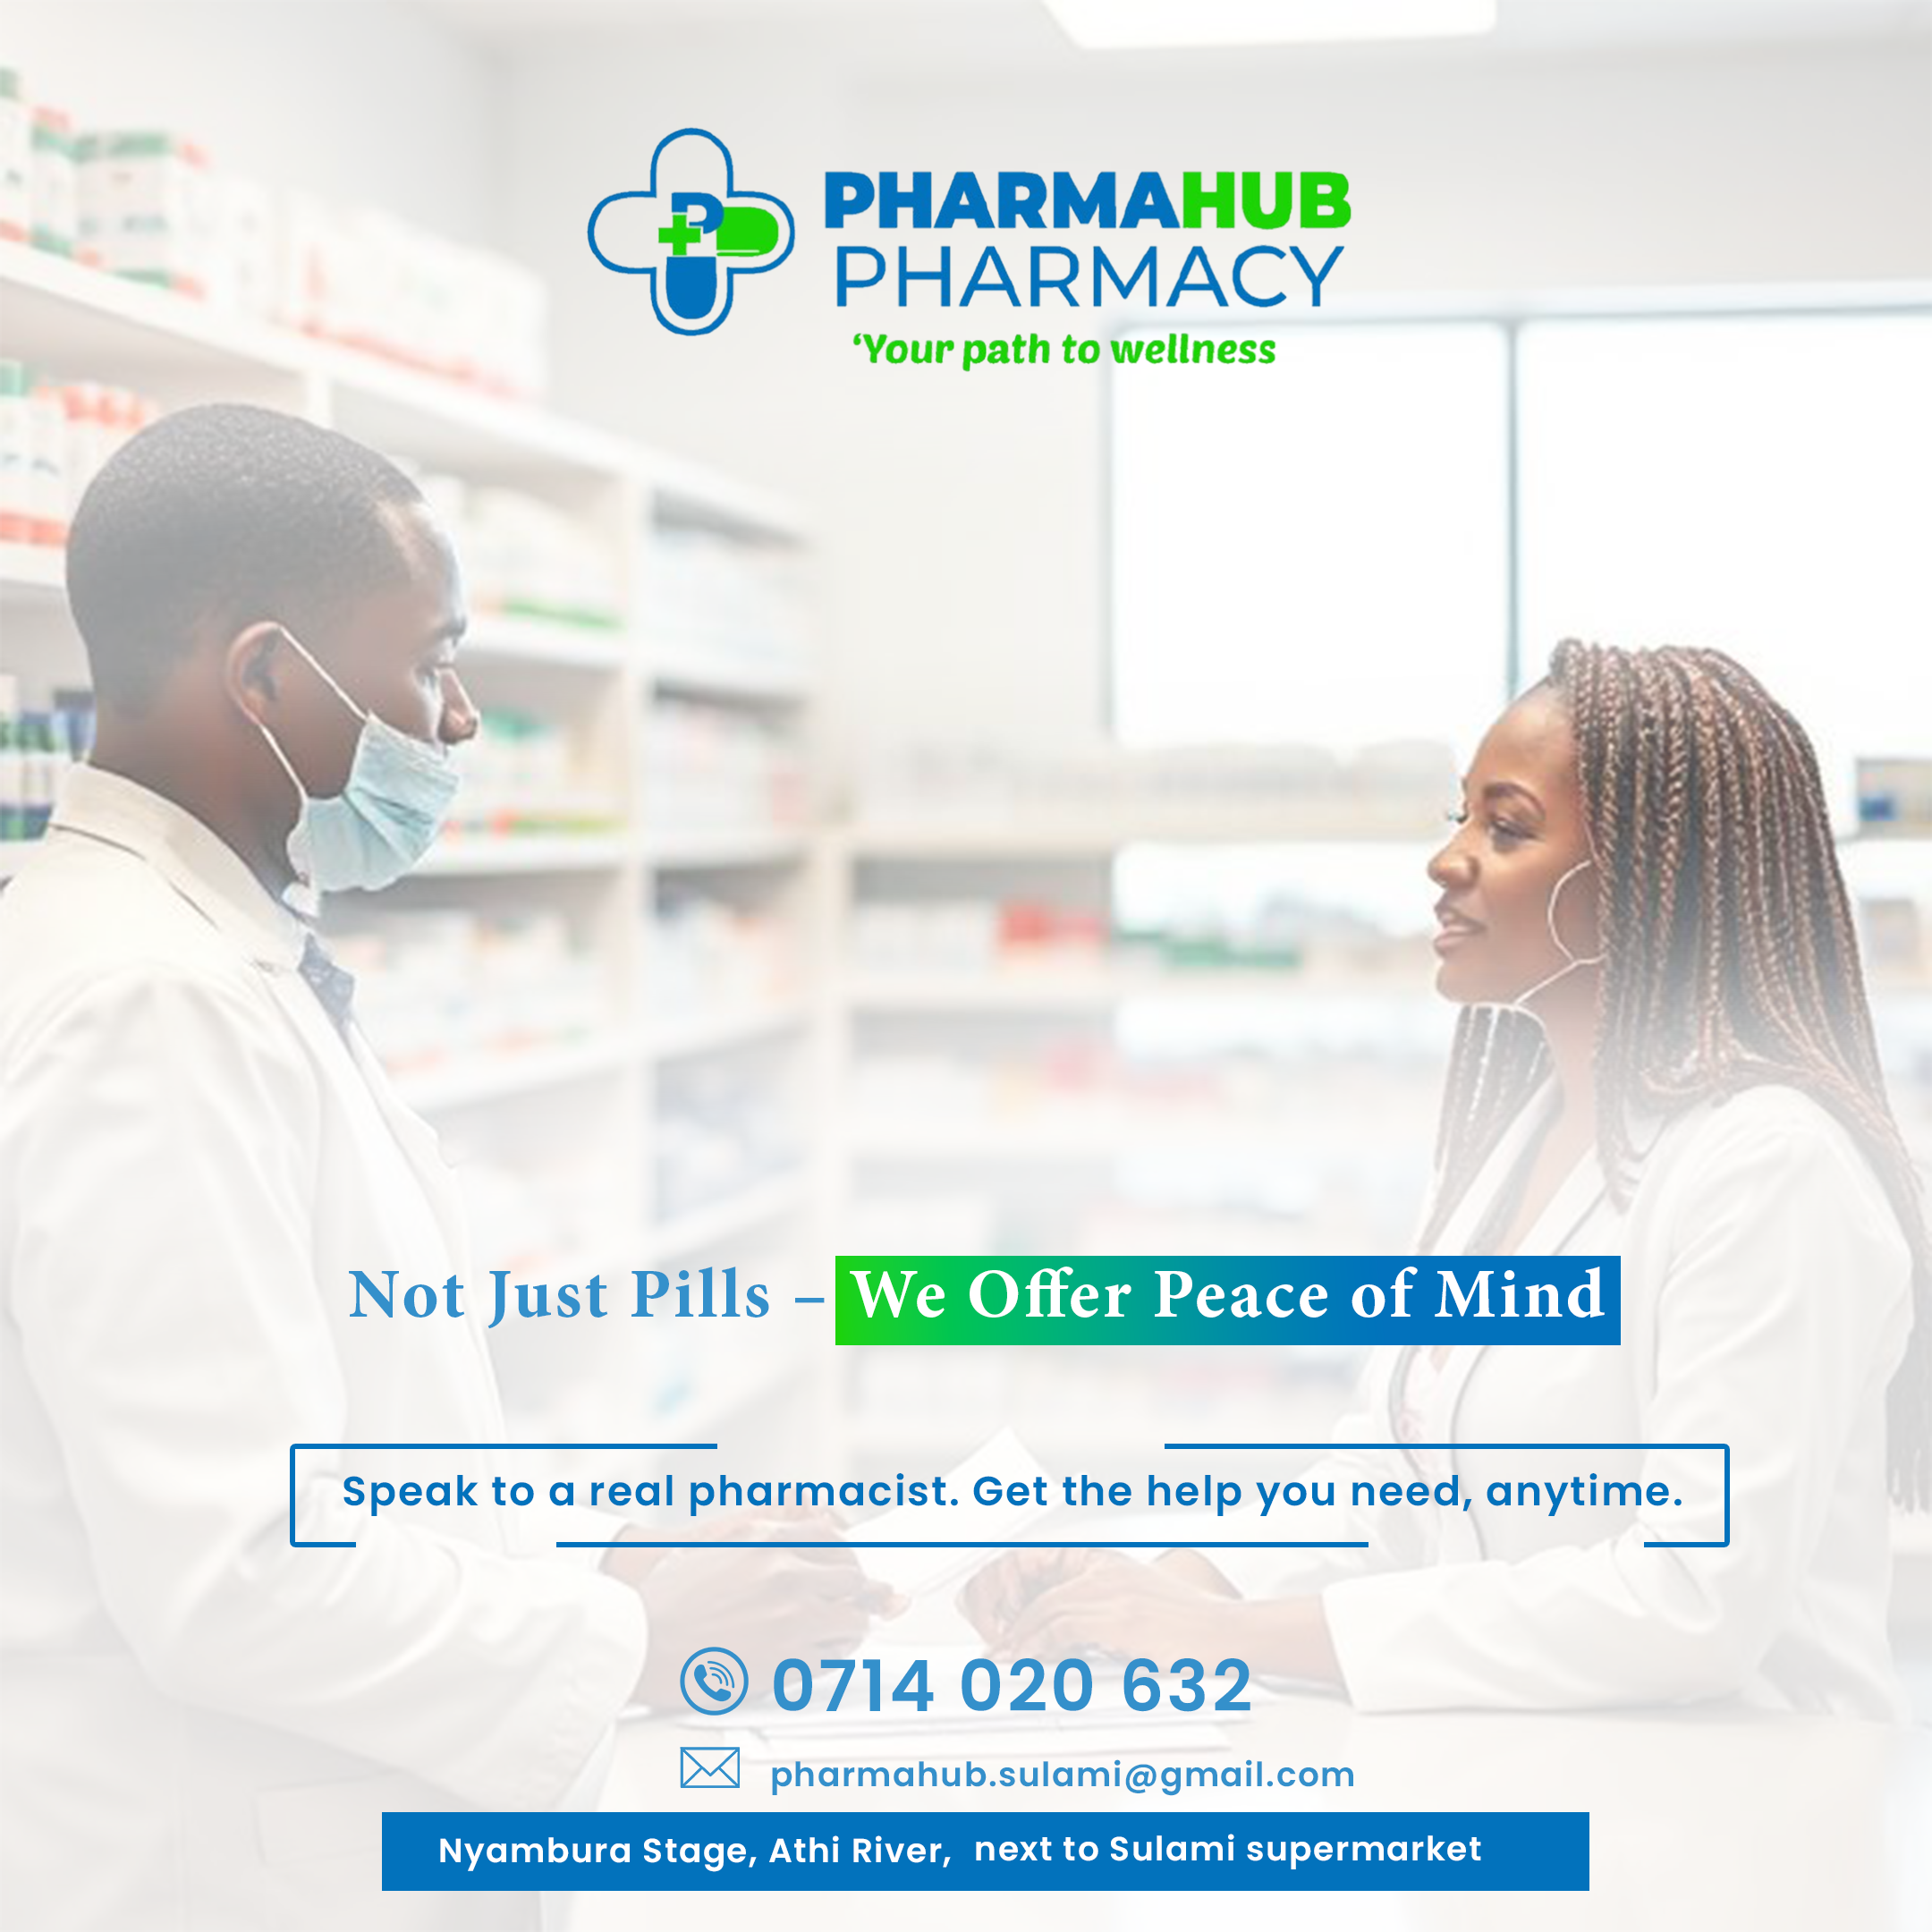 PHARMAHUB
PHARMACY
‘Your path to wellness
Not Just Pills – We Offer Peace of Mind
Speak to a real pharmacist. Get the help you need, anytime.
0714 020 632
pharmahub.sulami@gmail.com
Nyambura Stage, Athi River, next to Sulami supermarket